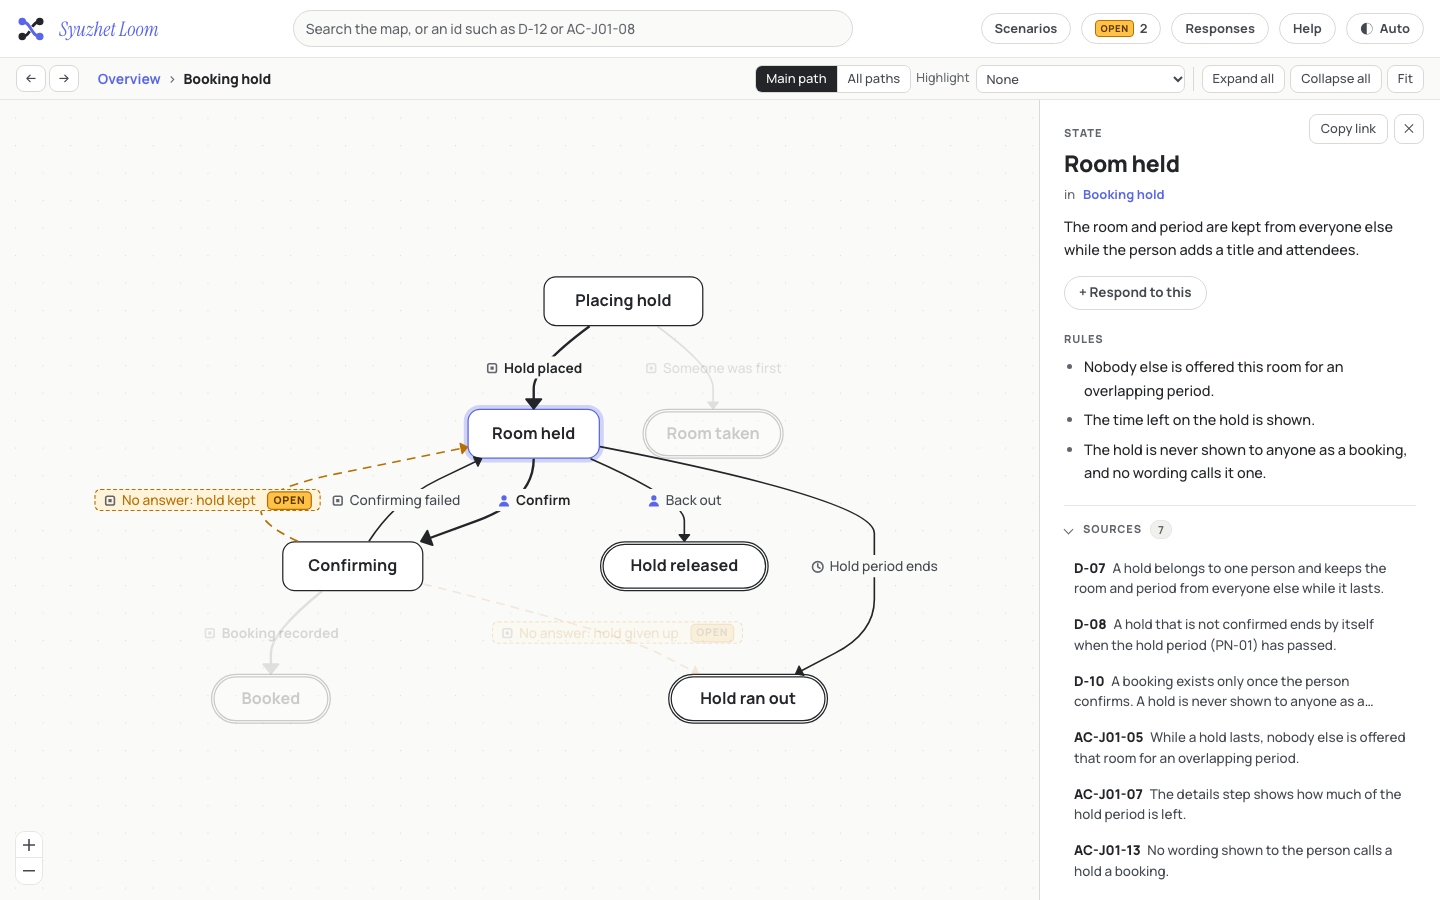 Syuzhet Loom
Search the map, or an id such as D-12 or AC-J01-08
Scenarios
OPEN 2
Responses
Help
Auto
Overview › Booking hold
Main path
All paths
Highlight
None
Expand all
Collapse all
Fit
Placing hold
Hold placed
Someone was first
Room held
Room taken
No answer: hold kept OPEN
Confirming failed
Confirm
Back out
Confirming
Hold released
Hold period ends
Booking recorded
No answer: hold given up OPEN
Booked
Hold ran out
STATE
Copy link
Room held
in Booking hold
The room and period are kept from everyone else
while the person adds a title and attendees.
+ Respond to this
RULES
Nobody else is offered this room for an
overlapping period.
The time left on the hold is shown.
The hold is never shown to anyone as a booking,
and no wording calls it one.
SOURCES 7
D-07 A hold belongs to one person and keeps the
room and period from everyone else while it lasts.
D-08 A hold that is not confirmed ends by itself
when the hold period (PN-01) has passed.
D-10 A booking exists only once the person
confirms. A hold is never shown to anyone as a…
AC-J01-05 While a hold lasts, nobody else is offered
that room for an overlapping period.
AC-J01-07 The details step shows how much of the
hold period is left.
AC-J01-13 No wording shown to the person calls a
hold a booking.